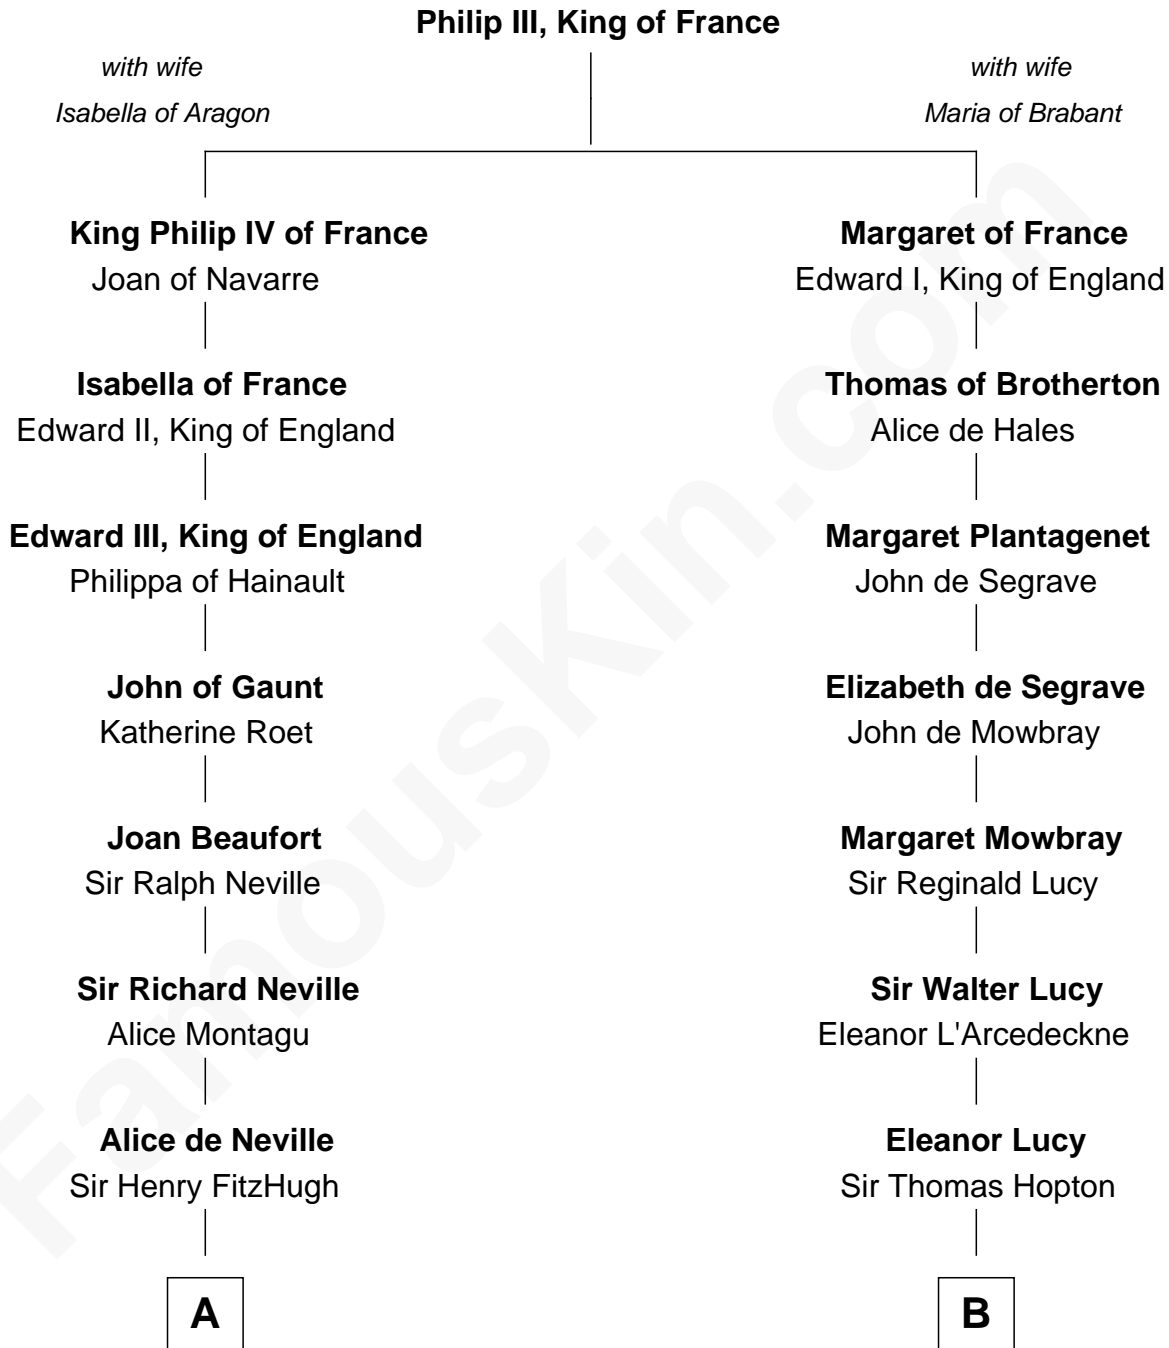 Philip III, King of France
with wife
Isabella of Aragon
with wife
Maria of Brabant
King Philip IV of France
Joan of Navarre
Margaret of France
Edward I, King of England
Isabella of France
Edward II, King of England
Thomas of Brotherton
Alice de Hales
Edward III, King of England
Philippa of Hainault
Margaret Plantagenet
John de Segrave
John of Gaunt
Katherine Roet
Elizabeth de Segrave
John de Mowbray
Joan Beaufort
Sir Ralph Neville
Margaret Mowbray
Sir Reginald Lucy
Sir Richard Neville
Alice Montagu
Sir Walter Lucy
Eleanor L'Arcedeckne
Alice de Neville
Sir Henry FitzHugh
Eleanor Lucy
Sir Thomas Hopton
A
B
FamousKin.com